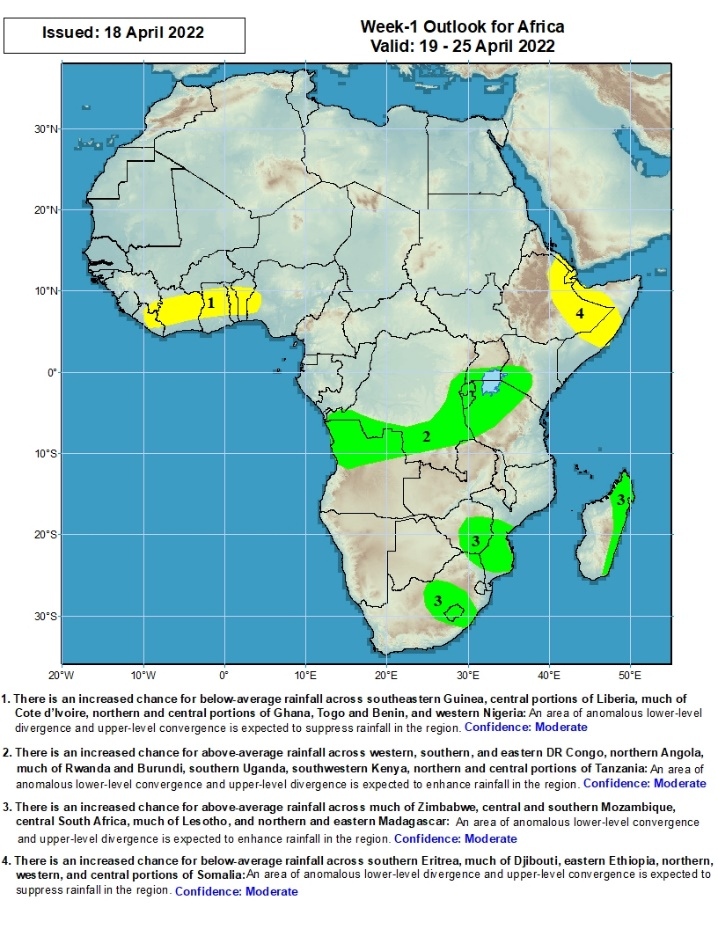 Issued: 18 April 2022
Week-1 Outlook for Africa
Valid: 19 - 25 April 2022
30°N
20°N
10°N
0°
10°S
20°S
30°S
1
4
2
3
3
3
20°W
10°W
0°
10°E
20°E
30°E
40°E
50°E
1. There is an increased chance for below-average rainfall across southeastern Guinea, central portions of Liberia, much of
Cote d'Ivoire, northern and central portions of Ghana, Togo and Benin, and western Nigeria: An area of anomalous lower-level
divergence and upper-level convergence is expected to suppress rainfall in the region. Confidence: Moderate
2. There is an increased chance for above-average rainfall across western, southern, and eastern DR Congo, northern Angola,
much of Rwanda and Burundi, southern Uganda, southwestern Kenya, northern and central portions of Tanzania: An area of
anomalous lower-level convergence and upper-level divergence is expected to enhance rainfall in the region. Confidence: Moderate
3. There is an increased chance for above-average rainfall across much of Zimbabwe, central and southern Mozambique,
central South Africa, much of Lesotho, and northern and eastern Madagascar: An area of anomalous lower-level convergence
and upper-level divergence is expected to enhance rainfall in the region. Confidence: Moderate
4. There is an increased chance for below-average rainfall across southern Eritrea, much of Djibouti, eastern Ethiopia, northern,
western, and central portions of Somalia:An area of anomalous lower-level divergence and upper-level convergence is expected to
suppress rainfall in the region. Confidence: Moderate